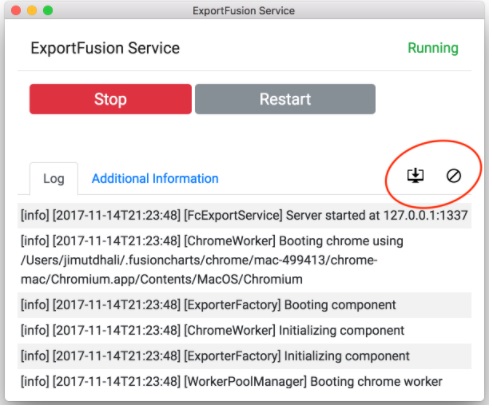 ExportFusion Service
ExportFusion Service
Running
Stop
Restart
Log
Additional Information
[info] [2017-11-14T21:23:48] [FcExportService] Server started at 127.0.0.1:1337
[info] [2017-11-14T21:23:48] [ChromeWorker] Booting chrome using
/Users/jimutdhali/.fusioncharts/chrome/mac-499413/chrome-
mac/Chromium.app/Contents/MacOS/Chromium
[info] [2017-11-14T21:23:48] [ExporterFactory] Booting component
[info] [2017-11-14T21:23:48] [ChromeWorker] Initializing component
[info] [2017-11-14T21:23:48] [ExporterFactory] Initializing component
[info] [2017-11-14T21:23:48] [WorkerPoolManager] Booting chrome worker